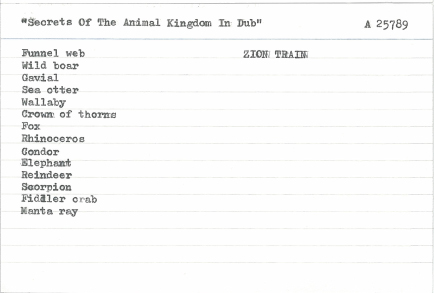 "Secrets Of The Animal Kingdom In Dub" A 25789
Funnel web ZION TRAIN
Wild boar
Gavial
Sea otter
Wallaby
Crown of thorns
Fox
Rhinoceros
Condor
Elephant
Reindeer
Scorpion
Fiddler crab
Manta ray